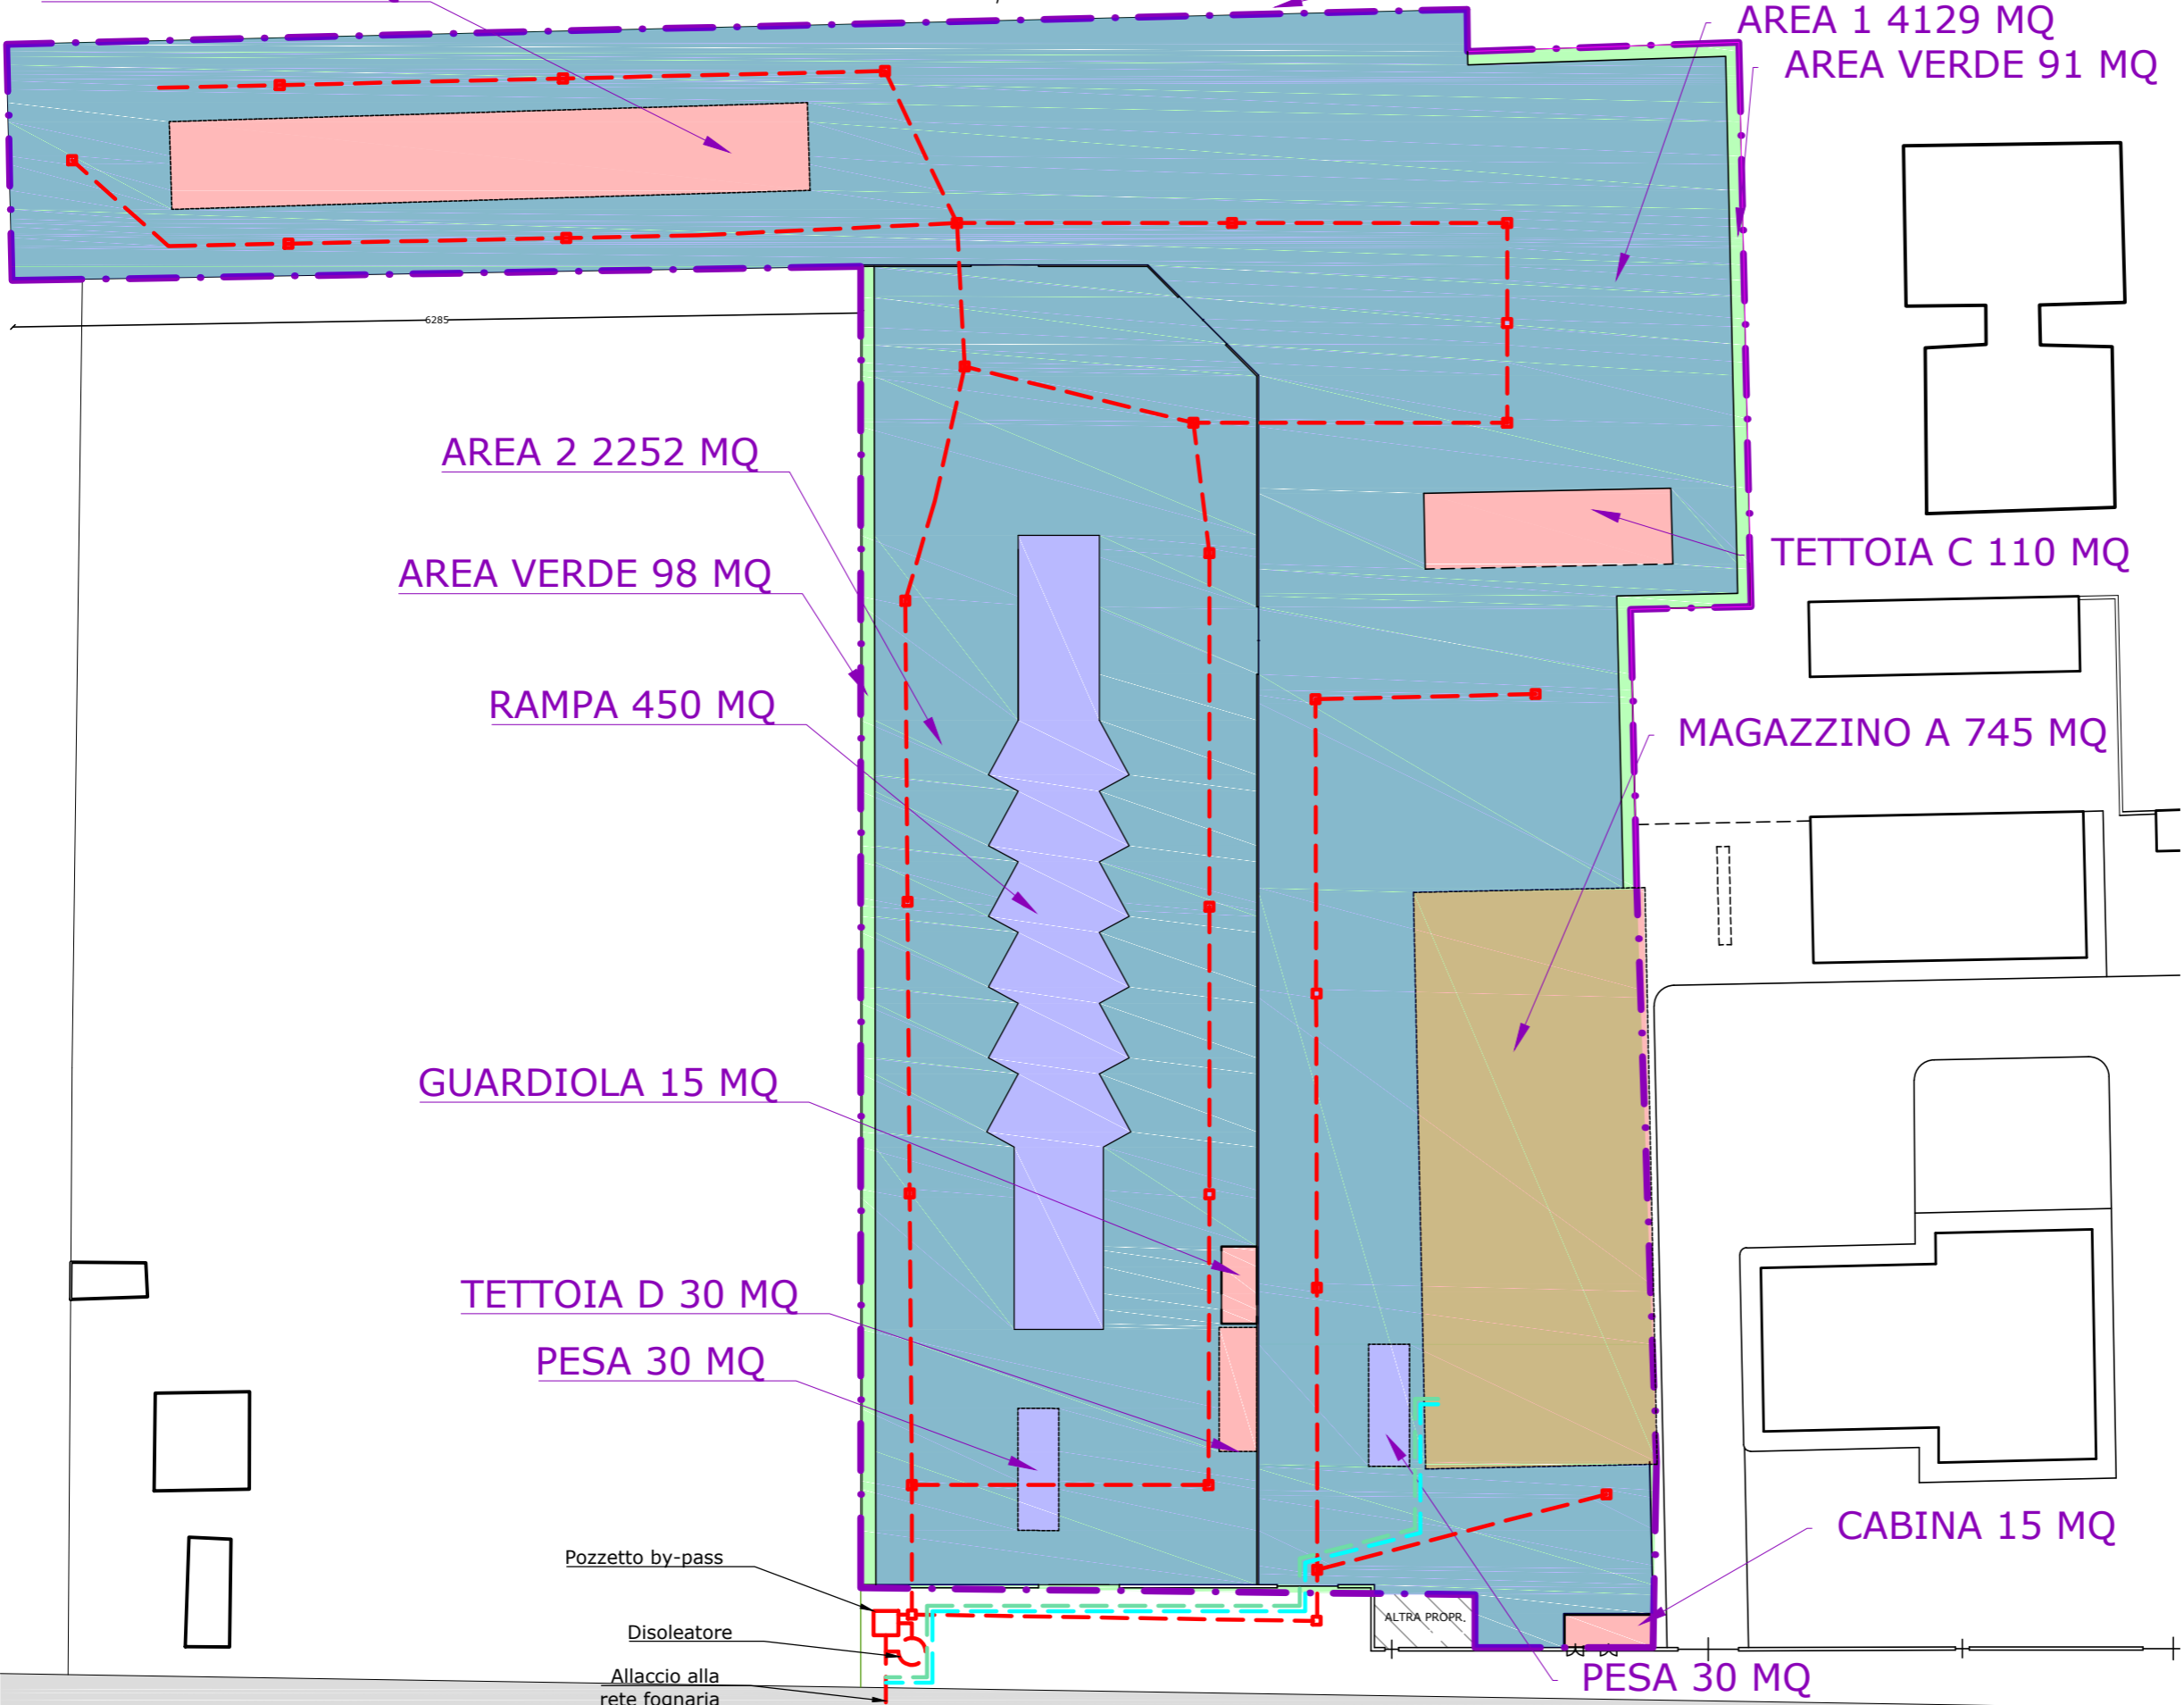 AREA 1 4129 MQ
AREA VERDE 91 MQ
6285
AREA 2 2252 MQ
TETTOIA C 110 MQ
AREA VERDE 98 MQ
RAMPA 450 MQ
MAGAZZINO A 745 MQ
GUARDIOLA 15 MQ
TETTOIA D 30 MQ
PESA 30 MQ
CABINA 15 MQ
Pozzetto by-pass
ALTRA PROPR.
Disoleatore
Allaccio alla
rete fognaria
PESA 30 MQ